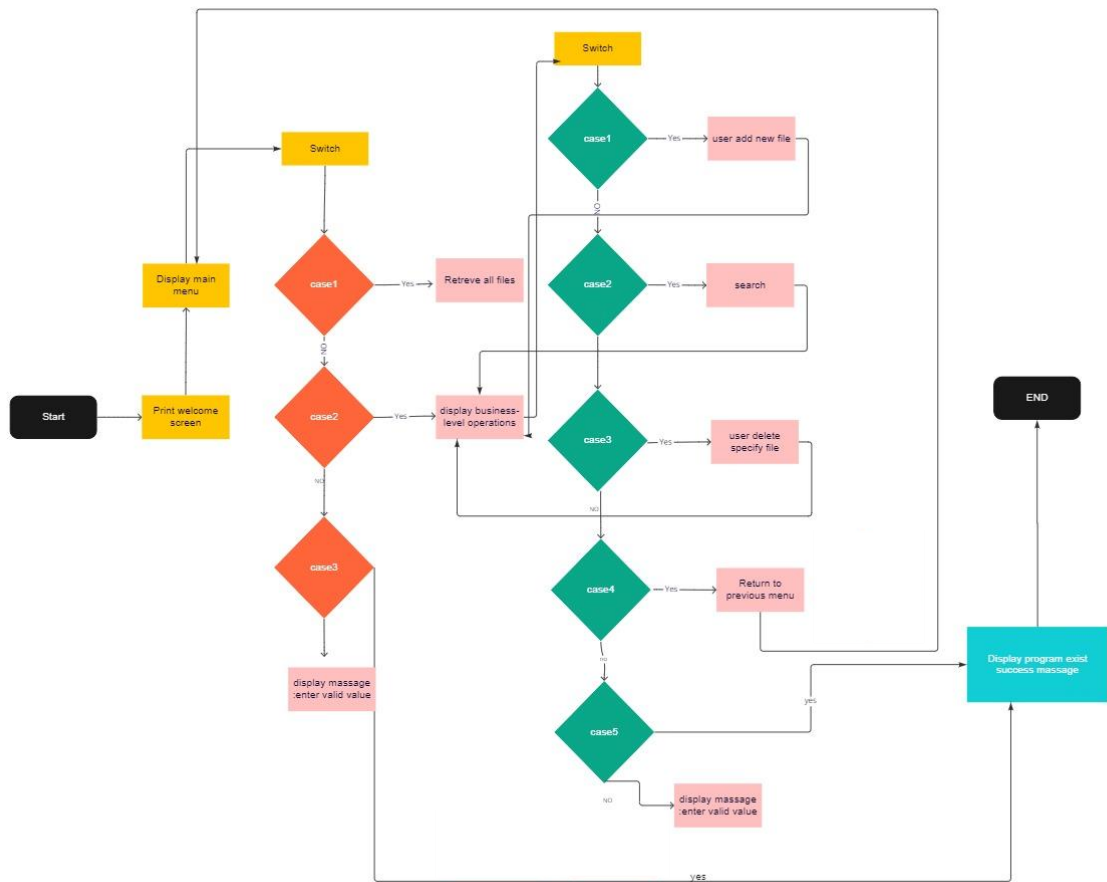 Switch
case1
Yes
user add new file
Switch
NO
Display main
menu
case1
Yes
Retreve all files
case2
Yes
search
NO
Start
Print welcome
screen
case2
Yes
display business-
level operations
END
case3
Yes
user delete
specify file
NO
NO
case3
case4
Yes
Return to
previous menu
display massage
:enter valid value
no
Display program exist
success massage
case5
yes
NO
display massage
:enter valid value
yes